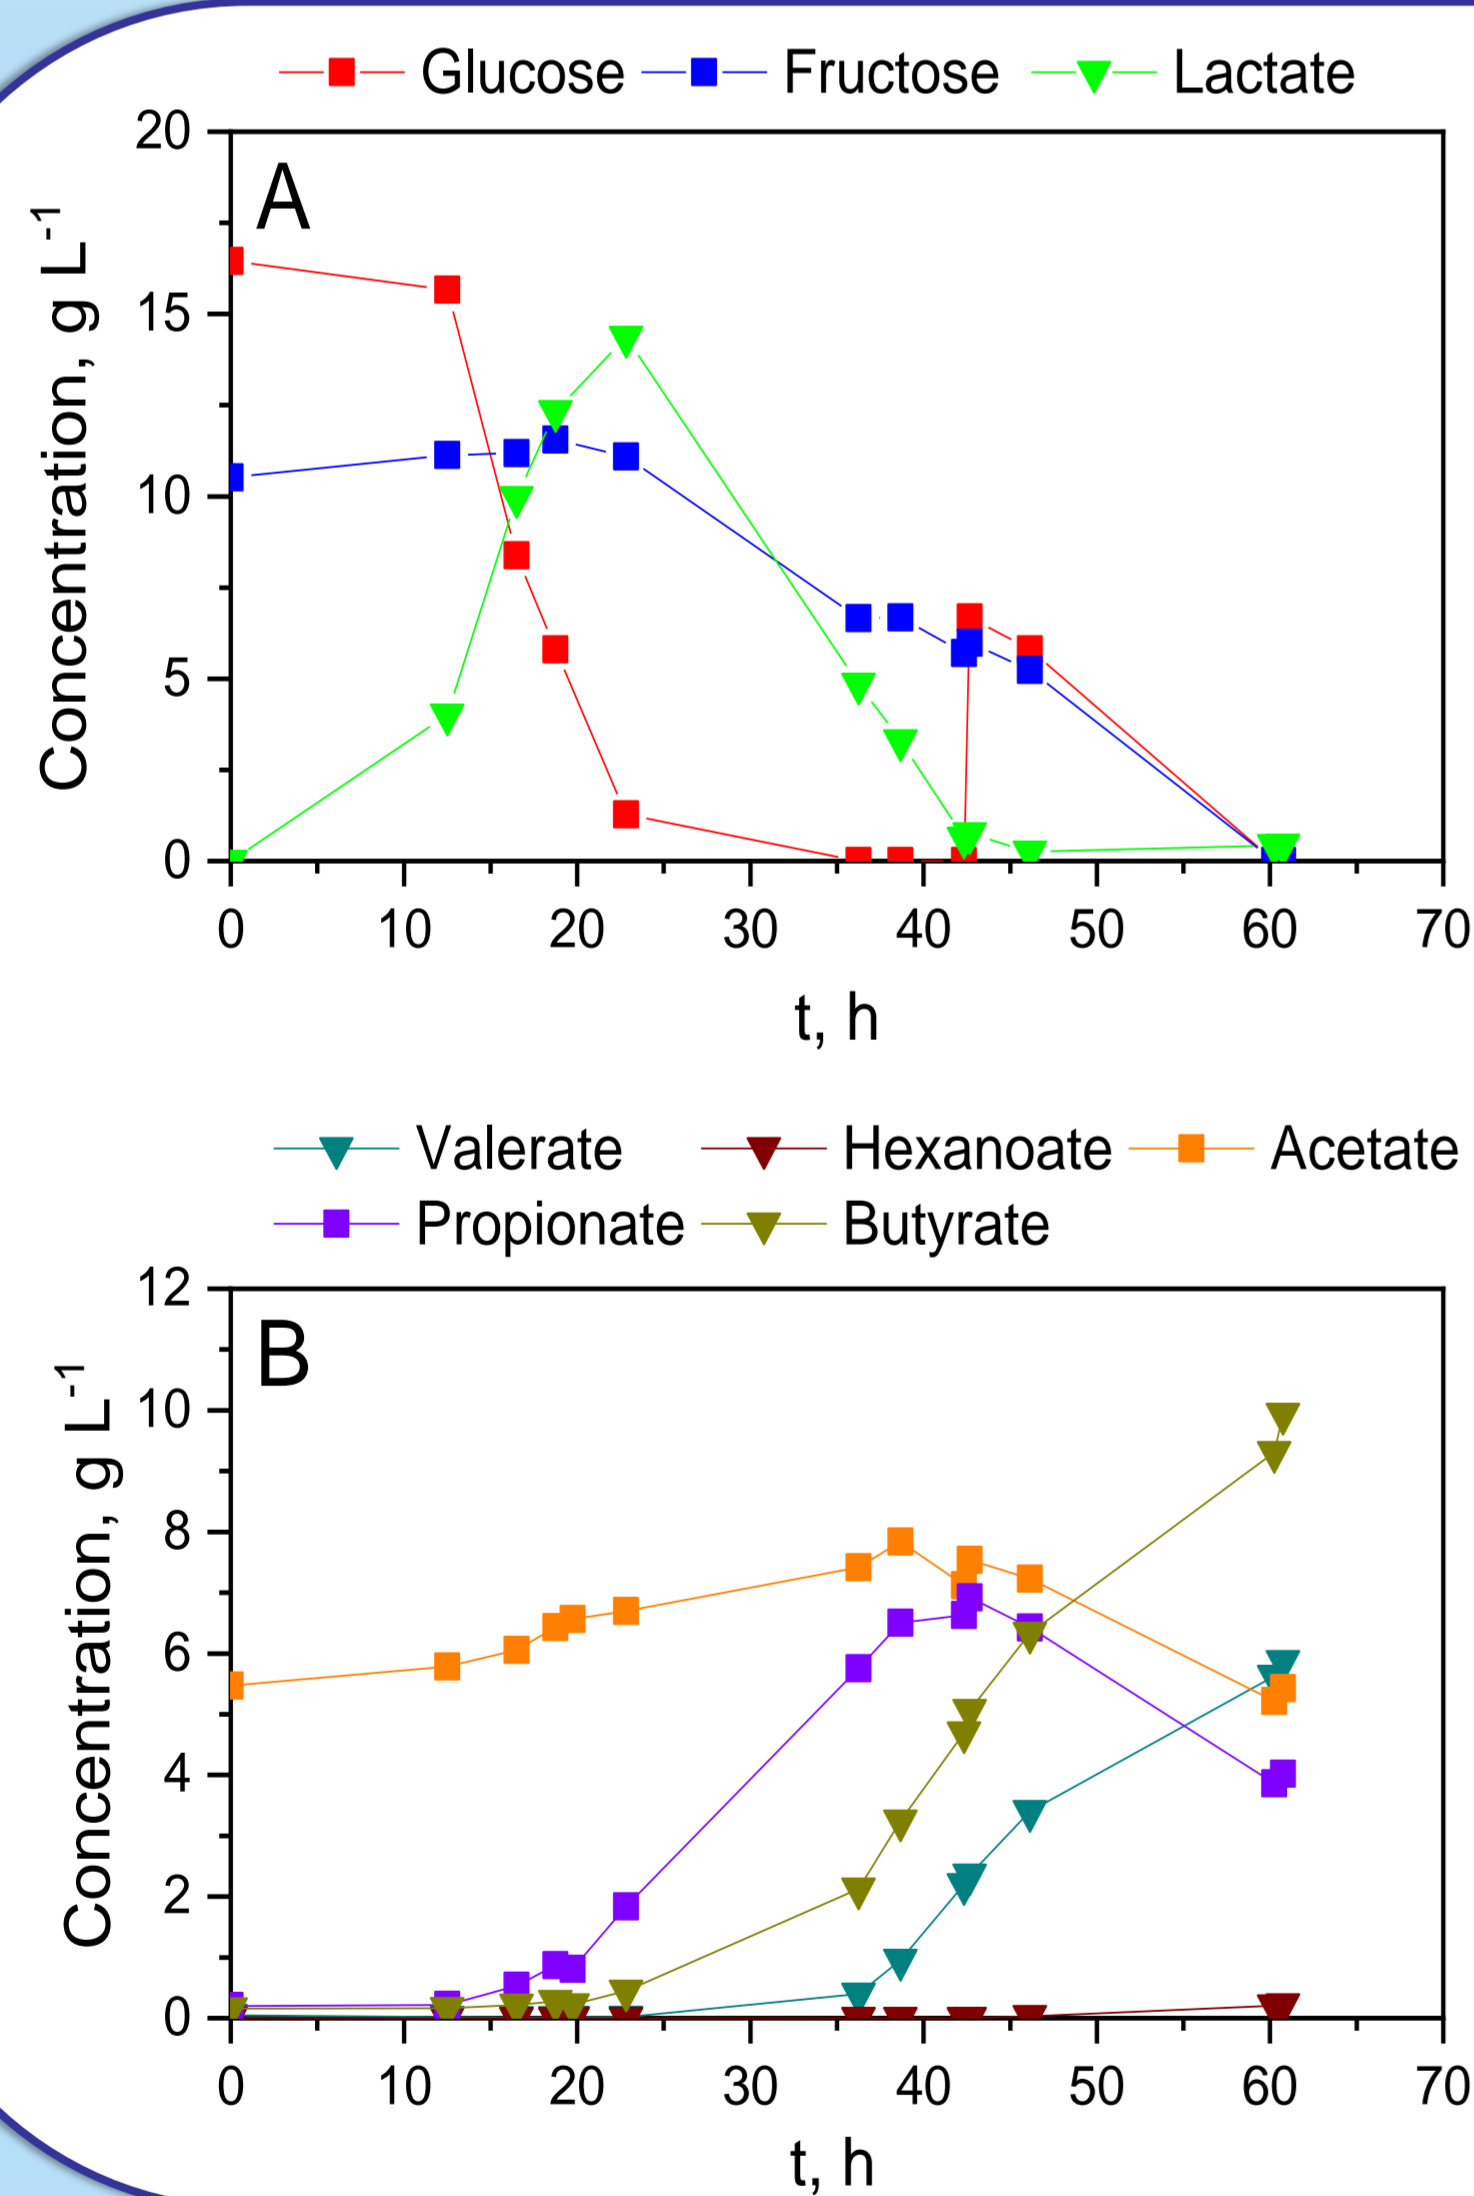 Glucose Fructose Lactate
A
20
15
10
5
0
Concentration, g L-1
0 10 20 30 40 50 60 70
t, h
Valerate Hexanoate Acetate
Propionate Butyrate
B
12
10
8
6
4
2
0
Concentration, g L-1
0 10 20 30 40 50 60 70
t, h